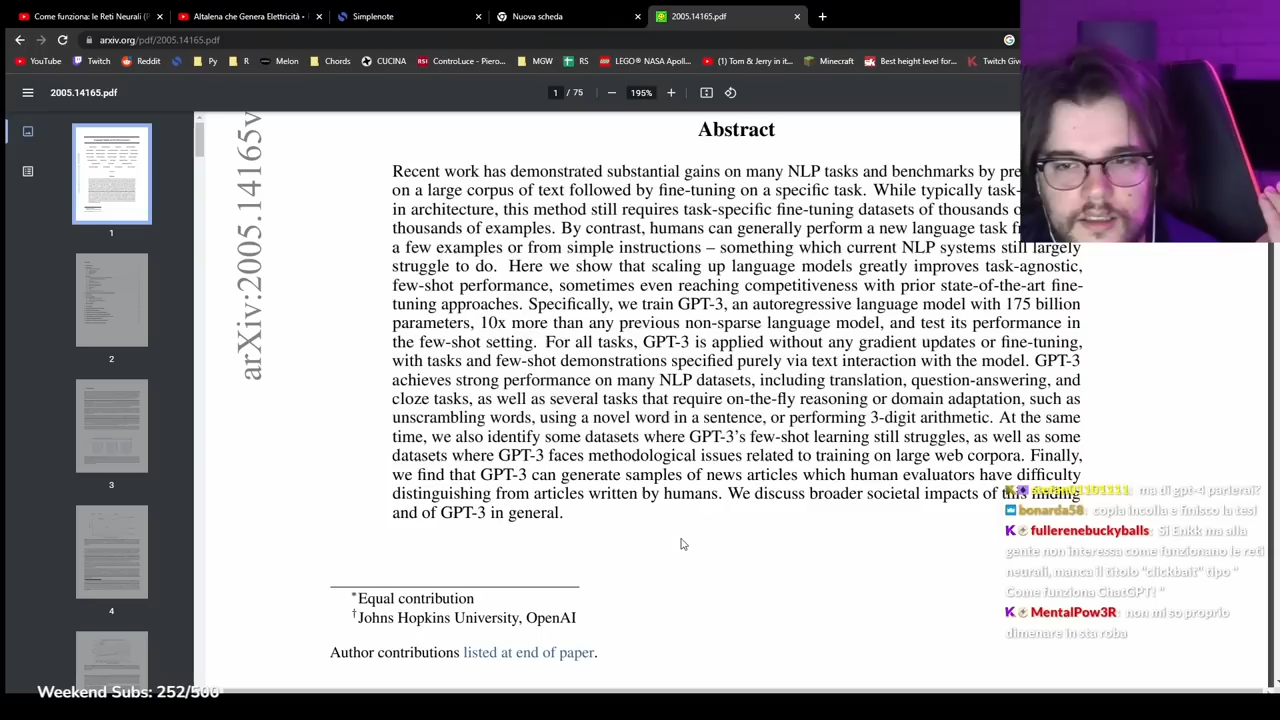 Come funziona: le Reti Neurali (
Altalena che Genera Elettricità •
Simplenote
Nuova scheda
2005.14165.pdf
arxiv.org/pdf/2005.14165.pdf
YouTube
Twitch
Reddit
Py
R
Melon
Chords
CUCINA
ControLuce - Piero...
MGW
RS
LEGO® NASA Apoll...
(1) Tom & Jerry in it...
Minecraft
Best height level for...
Twitch Giv
2005.14165.pdf
1 / 75
195%
1
2
3
4
arXiv:2005.14165v
Abstract
Recent work has demonstrated substantial gains on many NLP tasks and benchmarks by pre
on a large corpus of text followed by fine-tuning on a specific task. While typically task-
in architecture, this method still requires task-specific fine-tuning datasets of thousands o
thousands of examples. By contrast, humans can generally perform a new language task f
a few examples or from simple instructions – something which current NLP systems still largely
struggle to do. Here we show that scaling up language models greatly improves task-agnostic,
few-shot performance, sometimes even reaching competitiveness with prior state-of-the-art fine-
tuning approaches. Specifically, we train GPT-3, an autoregressive language model with 175 billion
parameters, 10x more than any previous non-sparse language model, and test its performance in
the few-shot setting. For all tasks, GPT-3 is applied without any gradient updates or fine-tuning,
with tasks and few-shot demonstrations specified purely via text interaction with the model. GPT-3
achieves strong performance on many NLP datasets, including translation, question-answering, and
cloze tasks, as well as several tasks that require on-the-fly reasoning or domain adaptation, such as
unscrambling words, using a novel word in a sentence, or performing 3-digit arithmetic. At the same
time, we also identify some datasets where GPT-3's few-shot learning still struggles, as well as some
datasets where GPT-3 faces methodological issues related to training on large web corpora. Finally,
we find that GPT-3 can generate samples of news articles which human evaluators have difficulty
distinguishing from articles written by humans. We discuss broader societal impacts of this finding
and of GPT-3 in general.
*Equal contribution
†Johns Hopkins University, OpenAI
Author contributions listed at end of paper.
ma di gpt-4 parlerai?
bonarda58: copia incolla e finisco la tesi
fullerenebuckyballs: Si Enkk ma alla
gente non interessa come funzionano le reti
neurali, manca il titolo "clickbait" tipo "
Come funziona ChatGPT! "
MentalPow3R: non mi so proprio
dimenare in sta roba
Weekend Subs: 252/500